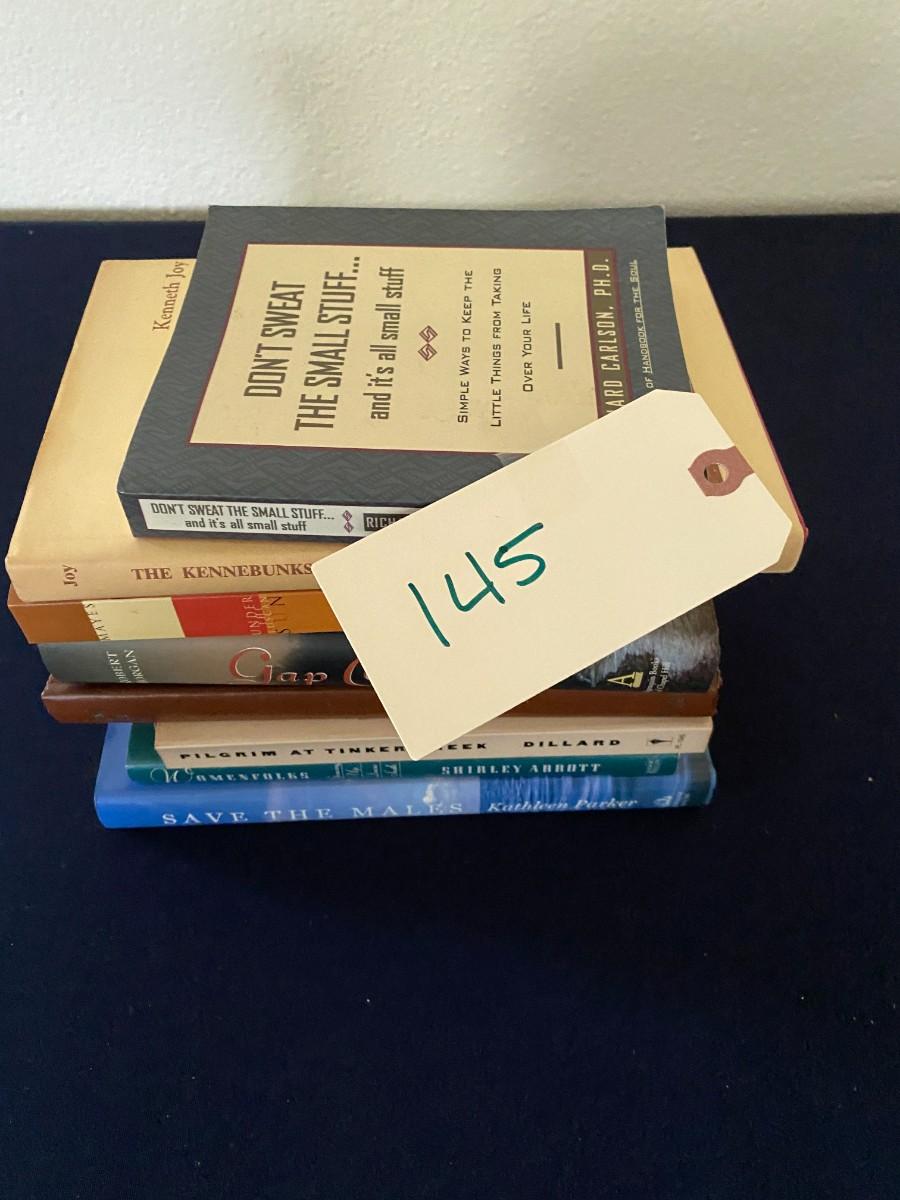 Kenneth Joy
DON'T SWEAT
THE SMALL STUFF...
and it's all small stuff
SIMPLE WAYS TO KEEP THE
LITTLE THINGS FROM TAKING
OVER YOUR LIFE
CARLSON, PH.D.
OF HANDBOOK FOR THE SOUL
DON'T SWEAT THE SMALL STUFF...
and it's all small stuff
145
Joy THE KENNEBUNKS
MAYES UNDER
SUN
Gap
PILGRIM AT TINKER DILLARD
WOMENFOLKS SHIRLEY ABBOTT
SAVE THE MALES Kathleen Parker